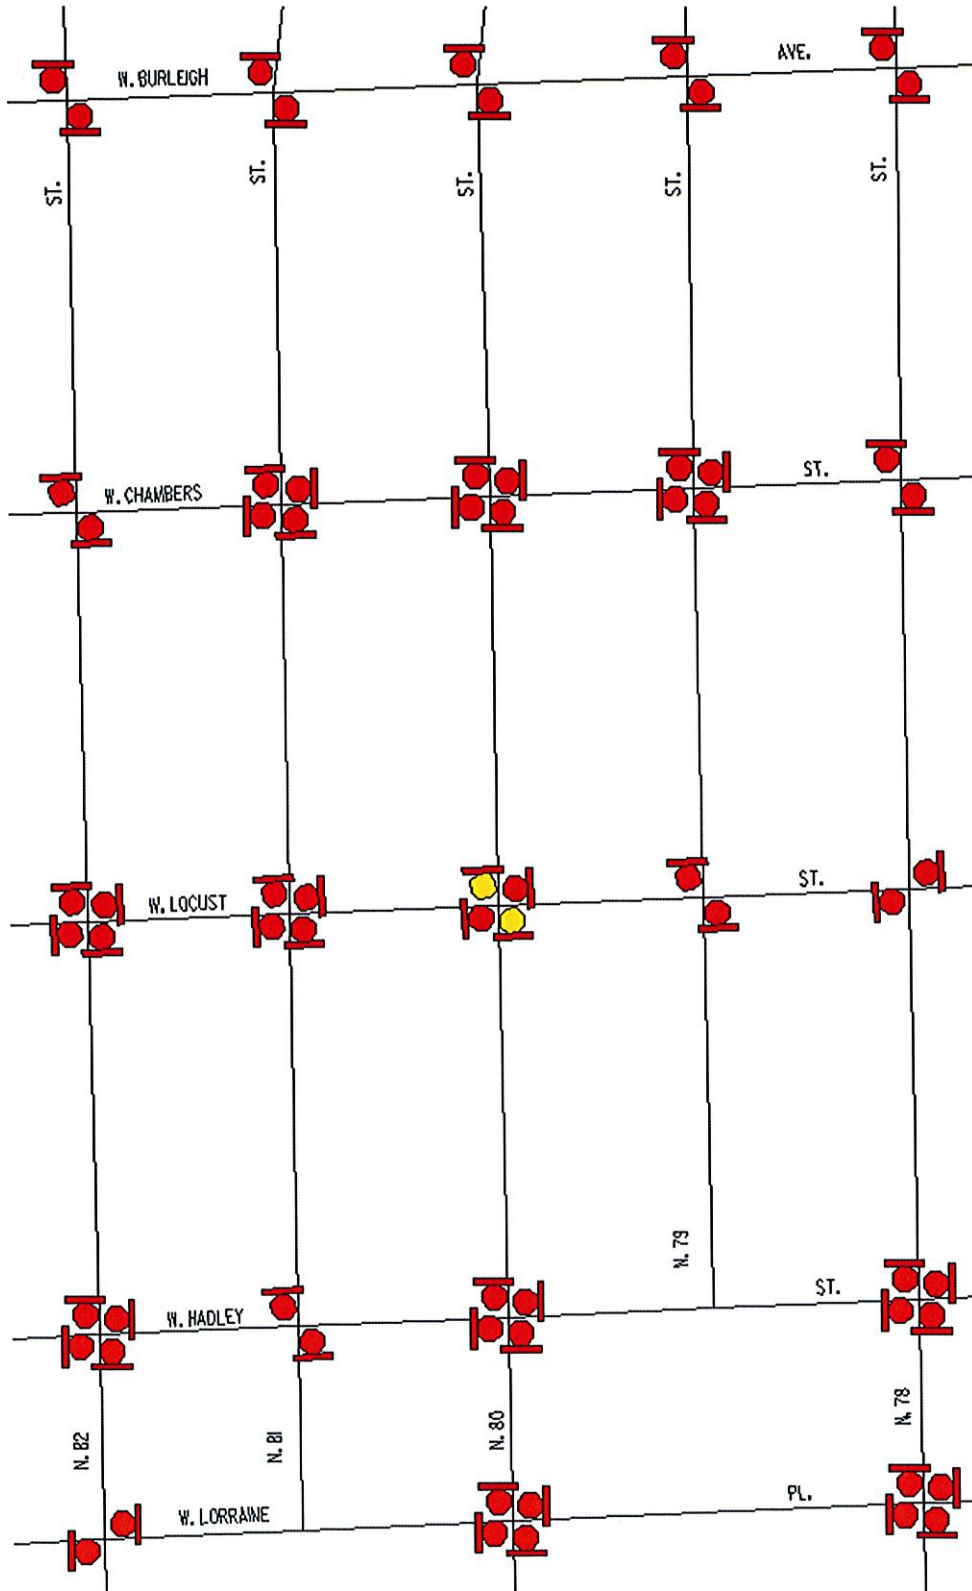 W. BURLEIGH AVE.
ST. ST. ST. ST. ST.
W. CHAMBERS ST.
W. LOCUST ST.
N. 79
W. HADLEY ST.
N. 82 N. 81 N. 80 N. 78
W. LORRAINE PL.